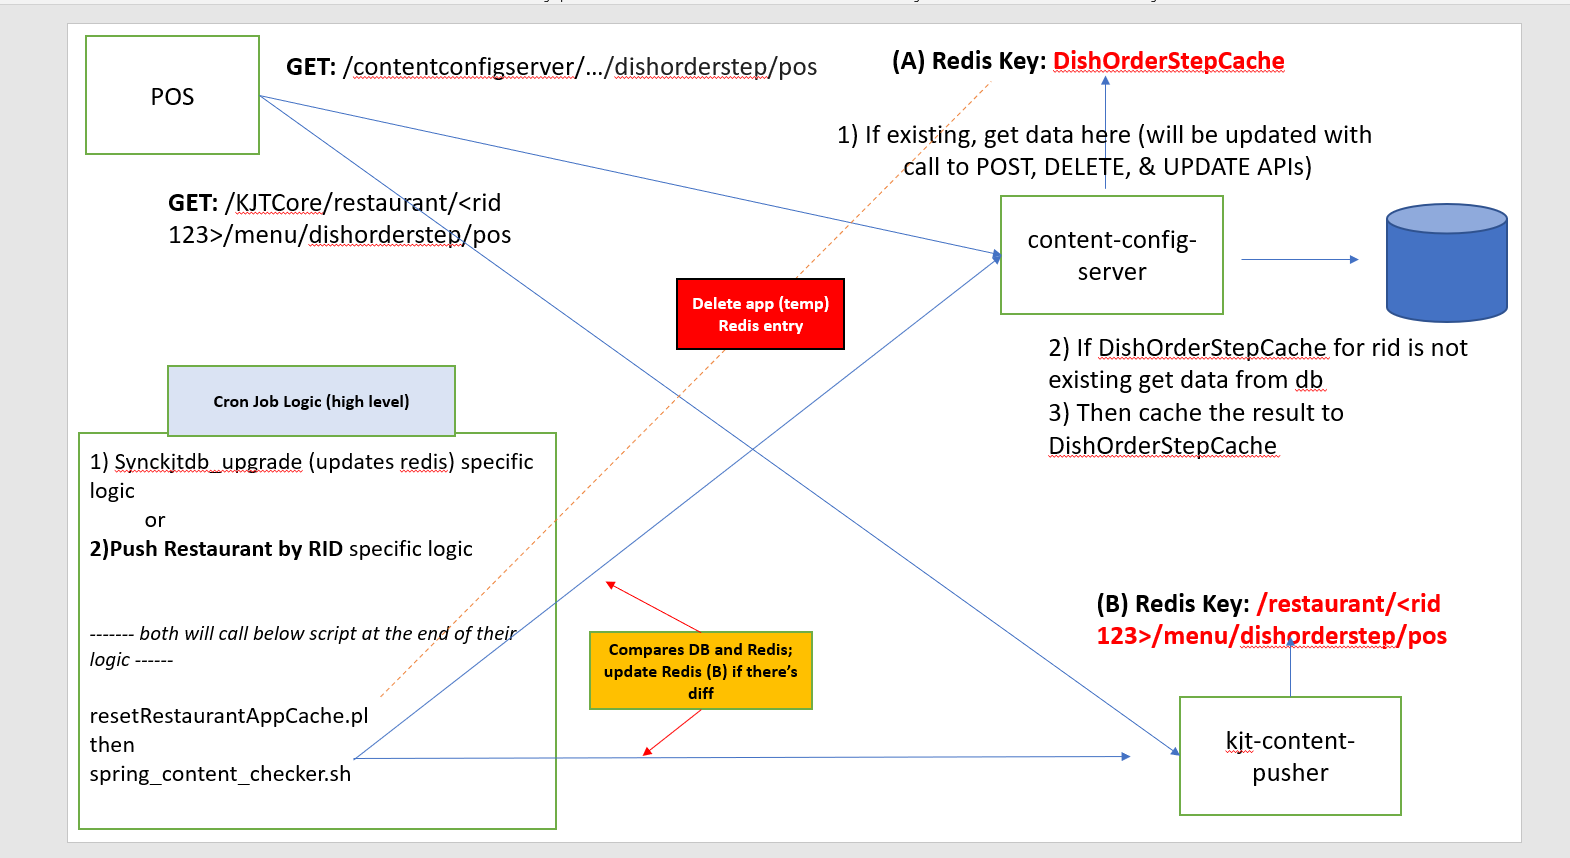 POS
GET: /contentconfigserver/.../dishorderstep/pos
(A) Redis Key: DishOrderStepCache
1) If existing, get data here (will be updated with
call to POST, DELETE, & UPDATE APIs)
GET: /KJTCore/restaurant/<rid
123>/menu/dishorderstep/pos
content-config-
server
Delete app (temp)
Redis entry
2) If DishOrderStepCache for rid is not
existing get data from db
3) Then cache the result to
DishOrderStepCache
Cron Job Logic (high level)
1) Synckjtdb_upgrade (updates redis) specific
logic
or
2)Push Restaurant by RID specific logic
------- both will call below script at the end of their
logic ------
resetRestaurantAppCache.pl
then
spring_content_checker.sh
Compares DB and Redis;
update Redis (B) if there's
diff
(B) Redis Key: /restaurant/<rid
123>/menu/dishorderstep/pos
kjt-content-
pusher